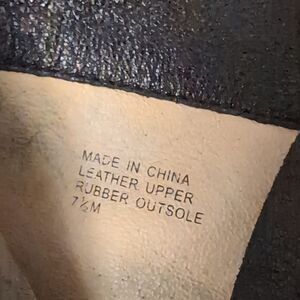 MADE IN CHINA
LEATHER UPPER
RUBBER OUTSOLE
7½M